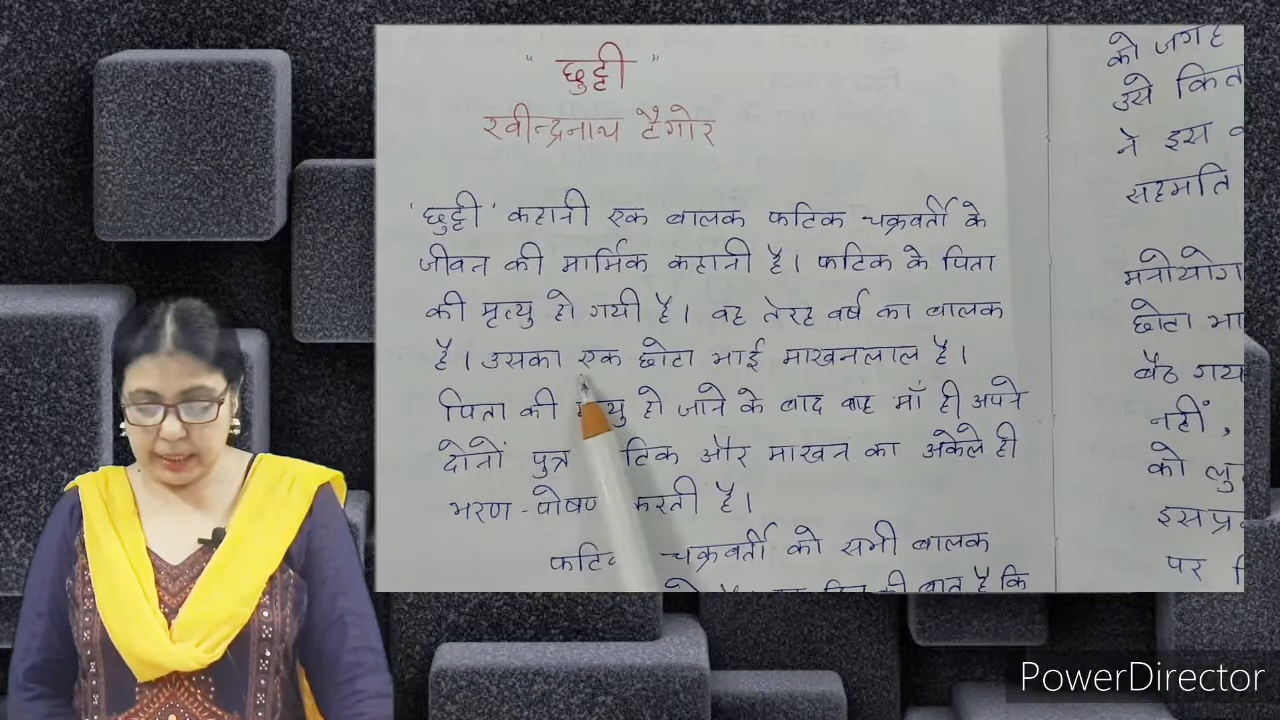 " छुट्टी "
रवीन्द्रनाथ टैगोर
'छुट्टी' कहानी एक बालक फटिक चक्रवर्ती के
जीवन की मार्मिक कहानी है। फटिक के पिता
की मृत्यु हो गयी है। वह तेरह वर्ष का बालक
है। उसका एक छोटा भाई माखनलाल है।
पिता की मृत्यु हो जाने के बाद वह माँ ही अपने
दोनों पुत्र टिक और माखन का अकेले ही
भरण-पोषण करती है।
फटिक चक्रवर्ती को सभी बालक
की बात है कि
को जगह
उसे कित
ने इस
सहमति
मनोयोग
छोटा भा
बैठ गय
नहीं,
को लु
इसप्र
पर
PowerDirector